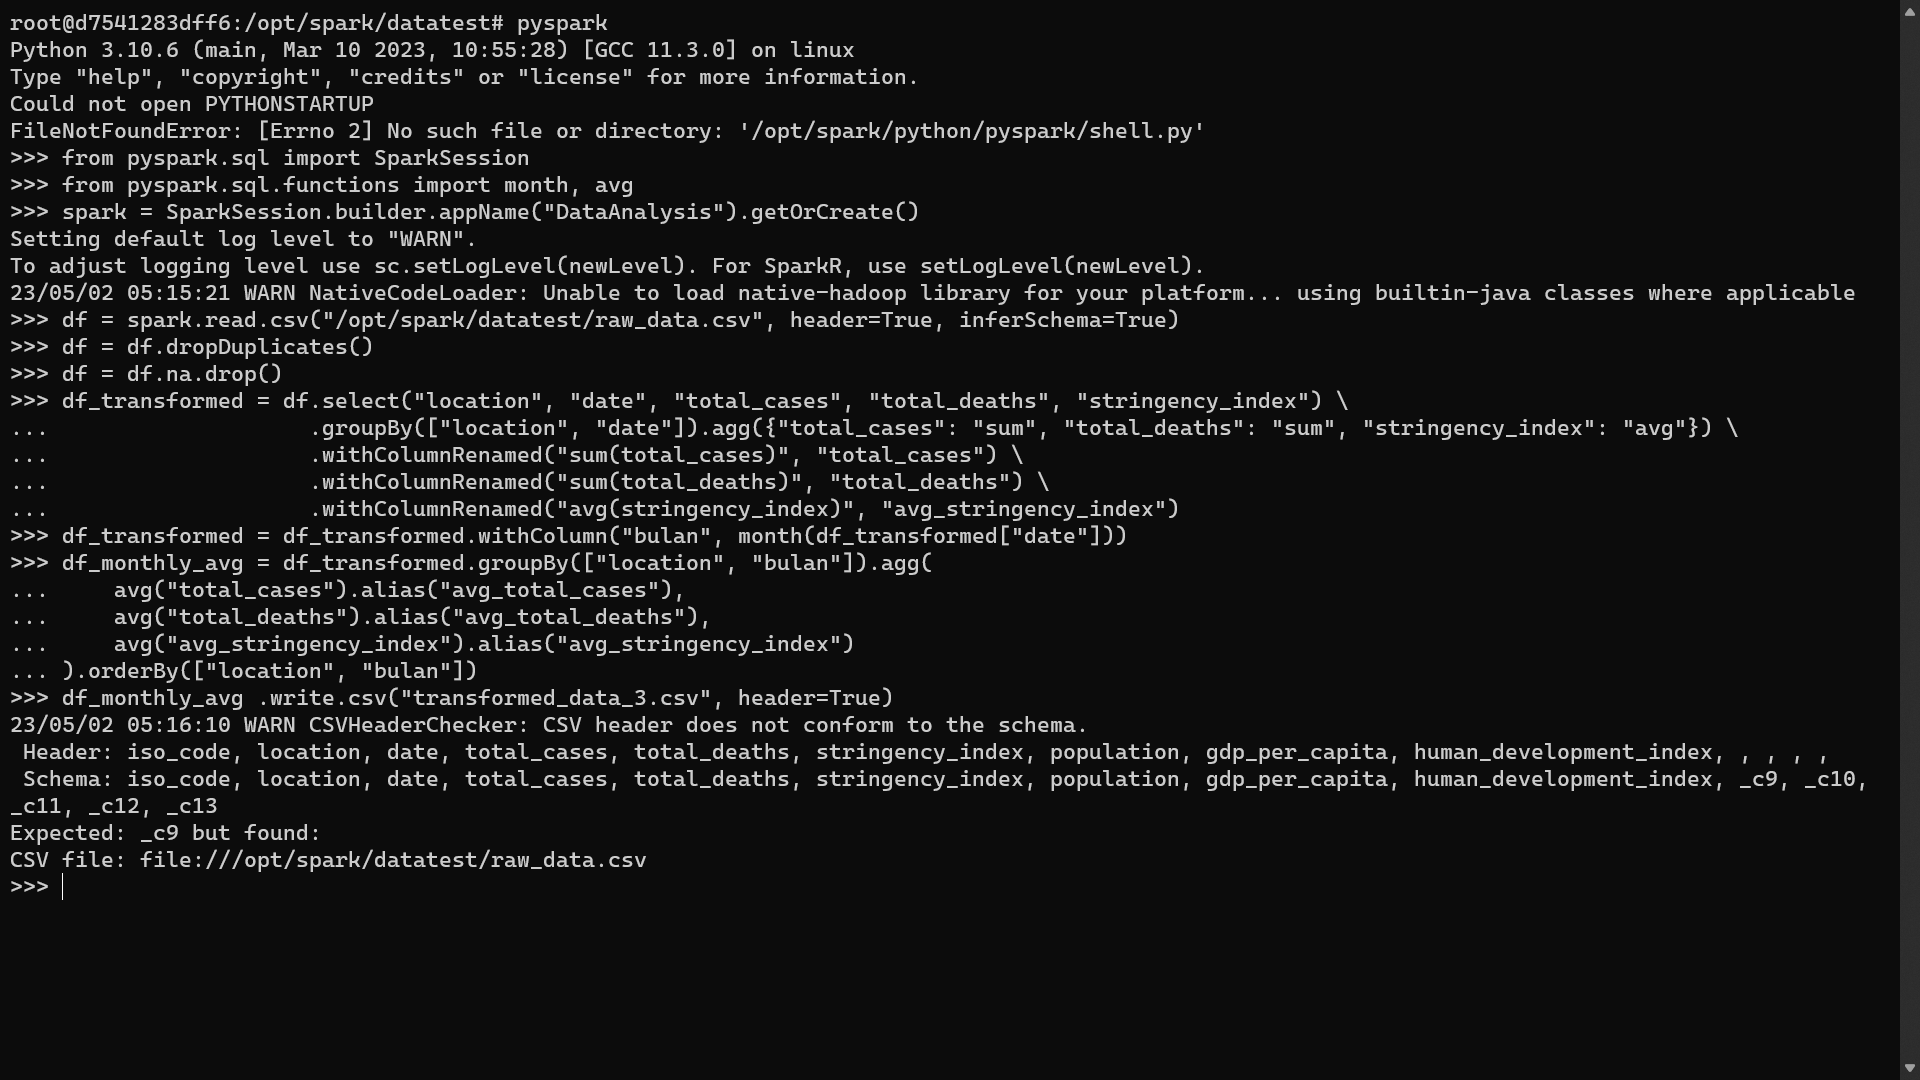 root@d7541283dff6:/opt/spark/datatest# pyspark
Python 3.10.6 (main, Mar 10 2023, 10:55:28) [GCC 11.3.0] on linux
Type "help", "copyright", "credits" or "license" for more information.
Could not open PYTHONSTARTUP
FileNotFoundError: [Errno 2] No such file or directory: '/opt/spark/python/pyspark/shell.py'
>>> from pyspark.sql import SparkSession
>>> from pyspark.sql.functions import month, avg
>>> spark = SparkSession.builder.appName("DataAnalysis").getOrCreate()
Setting default log level to "WARN".
To adjust logging level use sc.setLogLevel(newLevel). For SparkR, use setLogLevel(newLevel).
23/05/02 05:15:21 WARN NativeCodeLoader: Unable to load native-hadoop library for your platform... using builtin-java classes where applicable
>>> df = spark.read.csv("/opt/spark/datatest/raw_data.csv", header=True, inferSchema=True)
>>> df = df.dropDuplicates()
>>> df = df.na.drop()
>>> df_transformed = df.select("location", "date", "total_cases", "total_deaths", "stringency_index") \
...                    .groupBy(["location", "date"]).agg({"total_cases": "sum", "total_deaths": "sum", "stringency_index": "avg"}) \
...                    .withColumnRenamed("sum(total_cases)", "total_cases") \
...                    .withColumnRenamed("sum(total_deaths)", "total_deaths") \
...                    .withColumnRenamed("avg(stringency_index)", "avg_stringency_index")
>>> df_transformed = df_transformed.withColumn("bulan", month(df_transformed["date"]))
>>> df_monthly_avg = df_transformed.groupBy(["location", "bulan"]).agg(
...     avg("total_cases").alias("avg_total_cases"),
...     avg("total_deaths").alias("avg_total_deaths"),
...     avg("avg_stringency_index").alias("avg_stringency_index")
... ).orderBy(["location", "bulan"])
>>> df_monthly_avg .write.csv("transformed_data_3.csv", header=True)
23/05/02 05:16:10 WARN CSVHeaderChecker: CSV header does not conform to the schema.
 Header: iso_code, location, date, total_cases, total_deaths, stringency_index, population, gdp_per_capita, human_development_index, , , , ,
 Schema: iso_code, location, date, total_cases, total_deaths, stringency_index, population, gdp_per_capita, human_development_index, _c9, _c10,
_c11, _c12, _c13
Expected: _c9 but found:
CSV file: file:///opt/spark/datatest/raw_data.csv
>>>